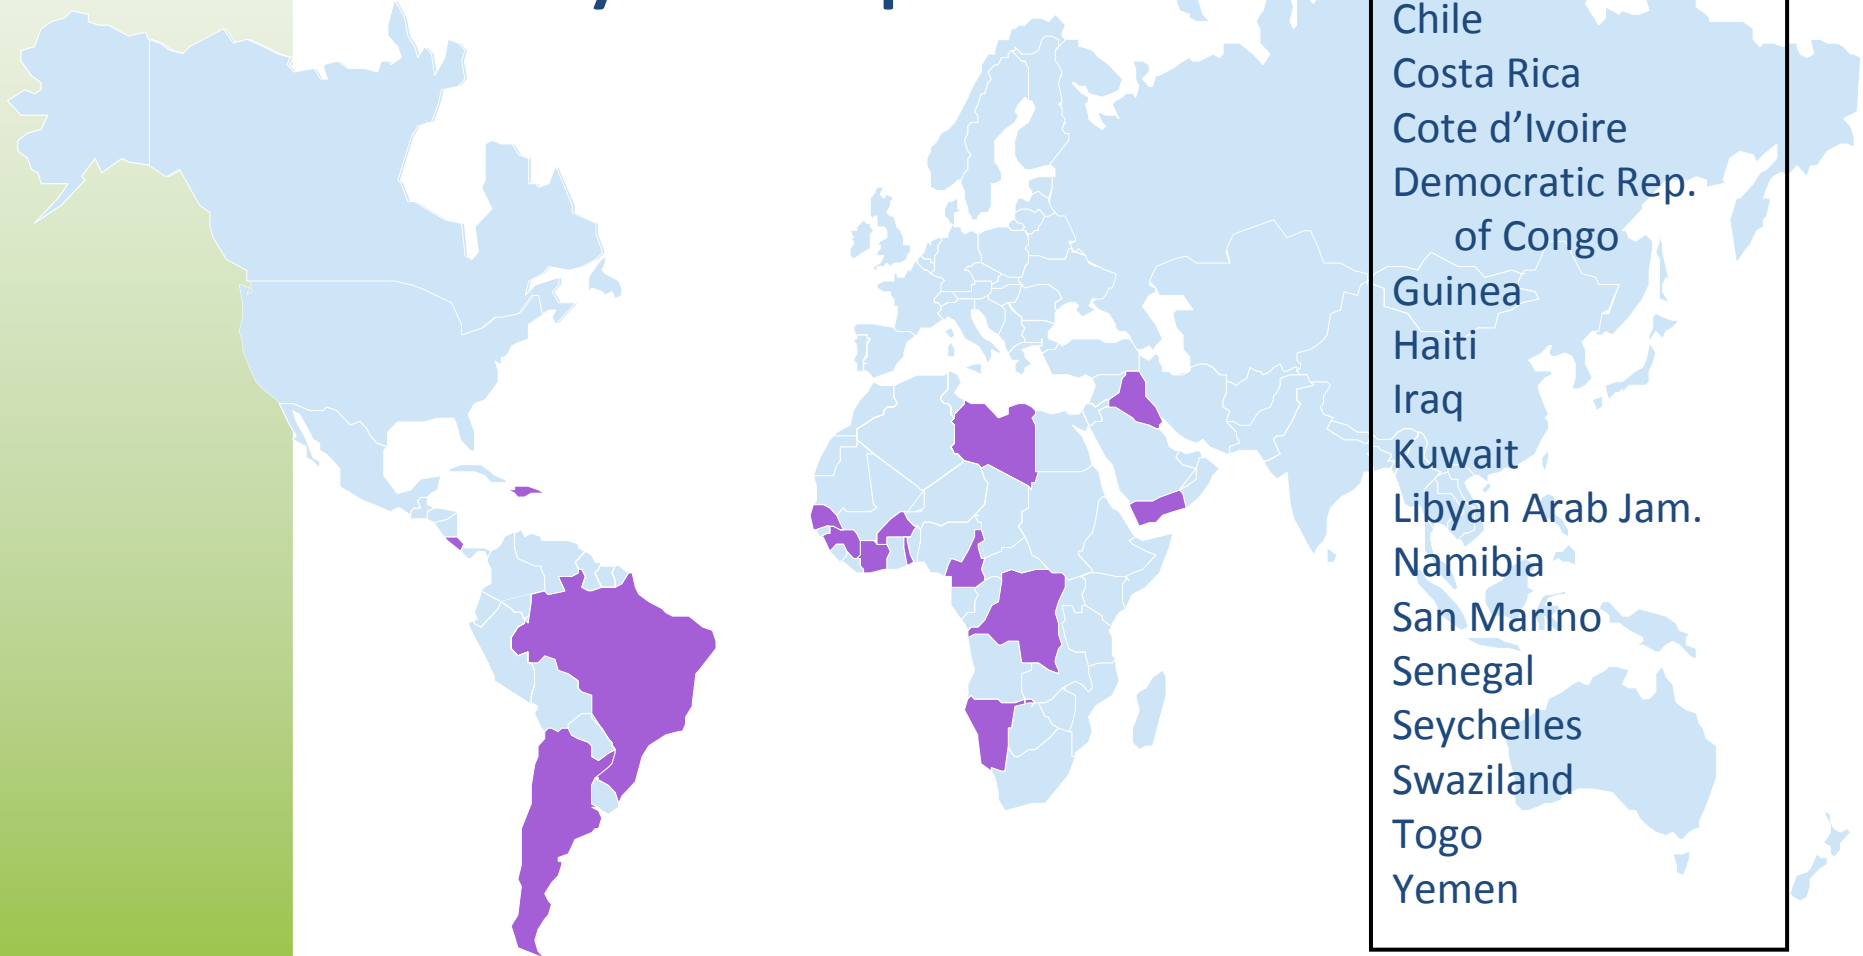 Chile
Costa Rica
Cote d’Ivoire
Democratic Rep.
of Congo
Guinea
Haiti
Iraq
Kuwait
Libyan Arab Jam.
Namibia
San Marino
Senegal
Seychelles
Swaziland
Togo
Yemen